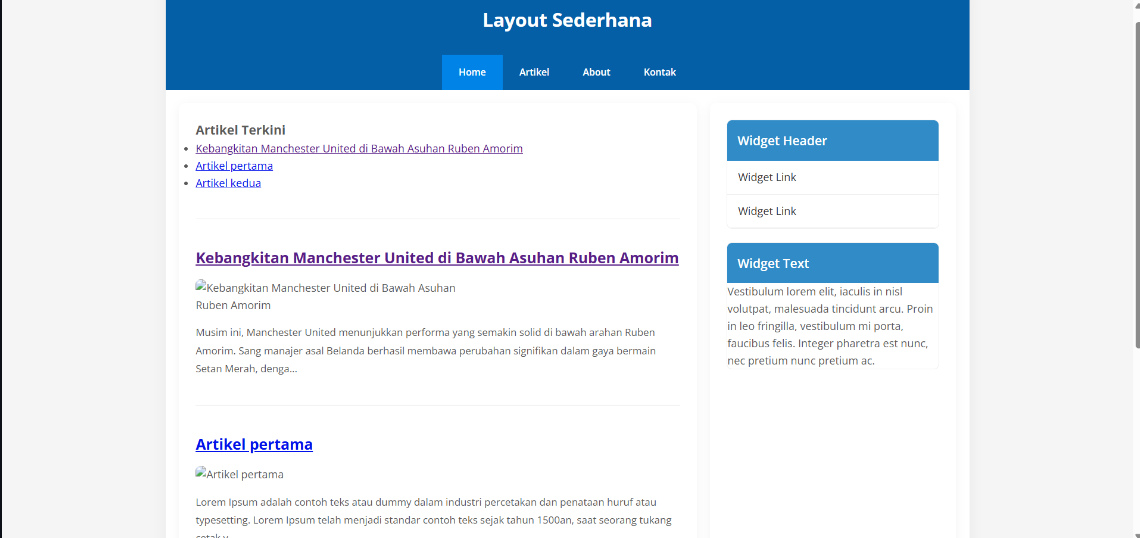 Layout Sederhana
Home Artikel About Kontak
Artikel Terkini
Kebangkitan Manchester United di Bawah Asuhan Ruben Amorim
Artikel pertama
Artikel kedua
Kebangkitan Manchester United di Bawah Asuhan Ruben Amorim
Kebangkitan Manchester United di Bawah Asuhan
Ruben Amorim
Musim ini, Manchester United menunjukkan performa yang semakin solid di bawah arahan Ruben
Amorim. Sang manajer asal Belanda berhasil membawa perubahan signifikan dalam gaya bermain
Setan Merah, denga...
Artikel pertama
Artikel pertama
Lorem Ipsum adalah contoh teks atau dummy dalam industri percetakan dan penataan huruf atau
typesetting. Lorem Ipsum telah menjadi standar contoh teks sejak tahun 1500an, saat seorang tukang
cetak y...
Widget Header
Widget Link
Widget Link
Widget Text
Vestibulum lorem elit, iaculis in nisl
volutpat, malesuada tincidunt arcu. Proin
in leo fringilla, vestibulum mi porta,
faucibus felis. Integer pharetra est nunc,
nec pretium nunc pretium ac.